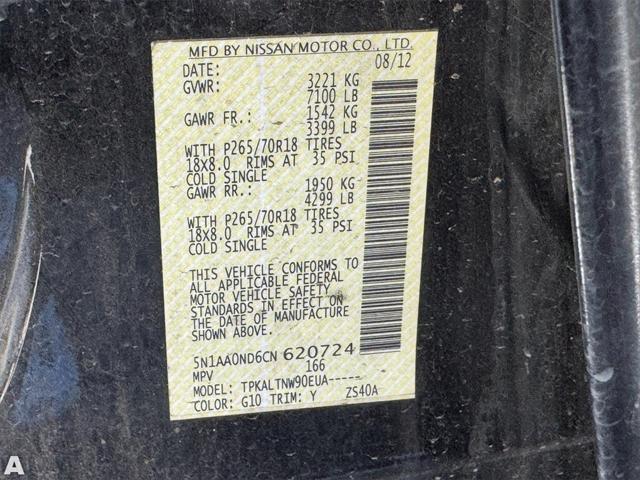 MFD BY NISSAN MOTOR CO., LTD.
DATE: 08/12
GVWR: 3221 KG
7100 LB
GAWR FR.: 1542 KG
3399 LB
WITH P265/70R18 TIRES
18X8.0 RIMS AT 35 PSI
COLD SINGLE
GAWR RR.: 1950 KG
4299 LB
WITH P265/70R18 TIRES
18X8.0 RIMS AT 35 PSI
COLD SINGLE
THIS VEHICLE CONFORMS TO
ALL APPLICABLE FEDERAL
MOTOR VEHICLE SAFETY
STANDARDS IN EFFECT ON
THE DATE OF MANUFACTURE
SHOWN ABOVE.
5N1AA0ND6CN 620724
MPV 166
MODEL: TPKALTNW90EUA-----
COLOR: G10 TRIM: Y ZS40A
A